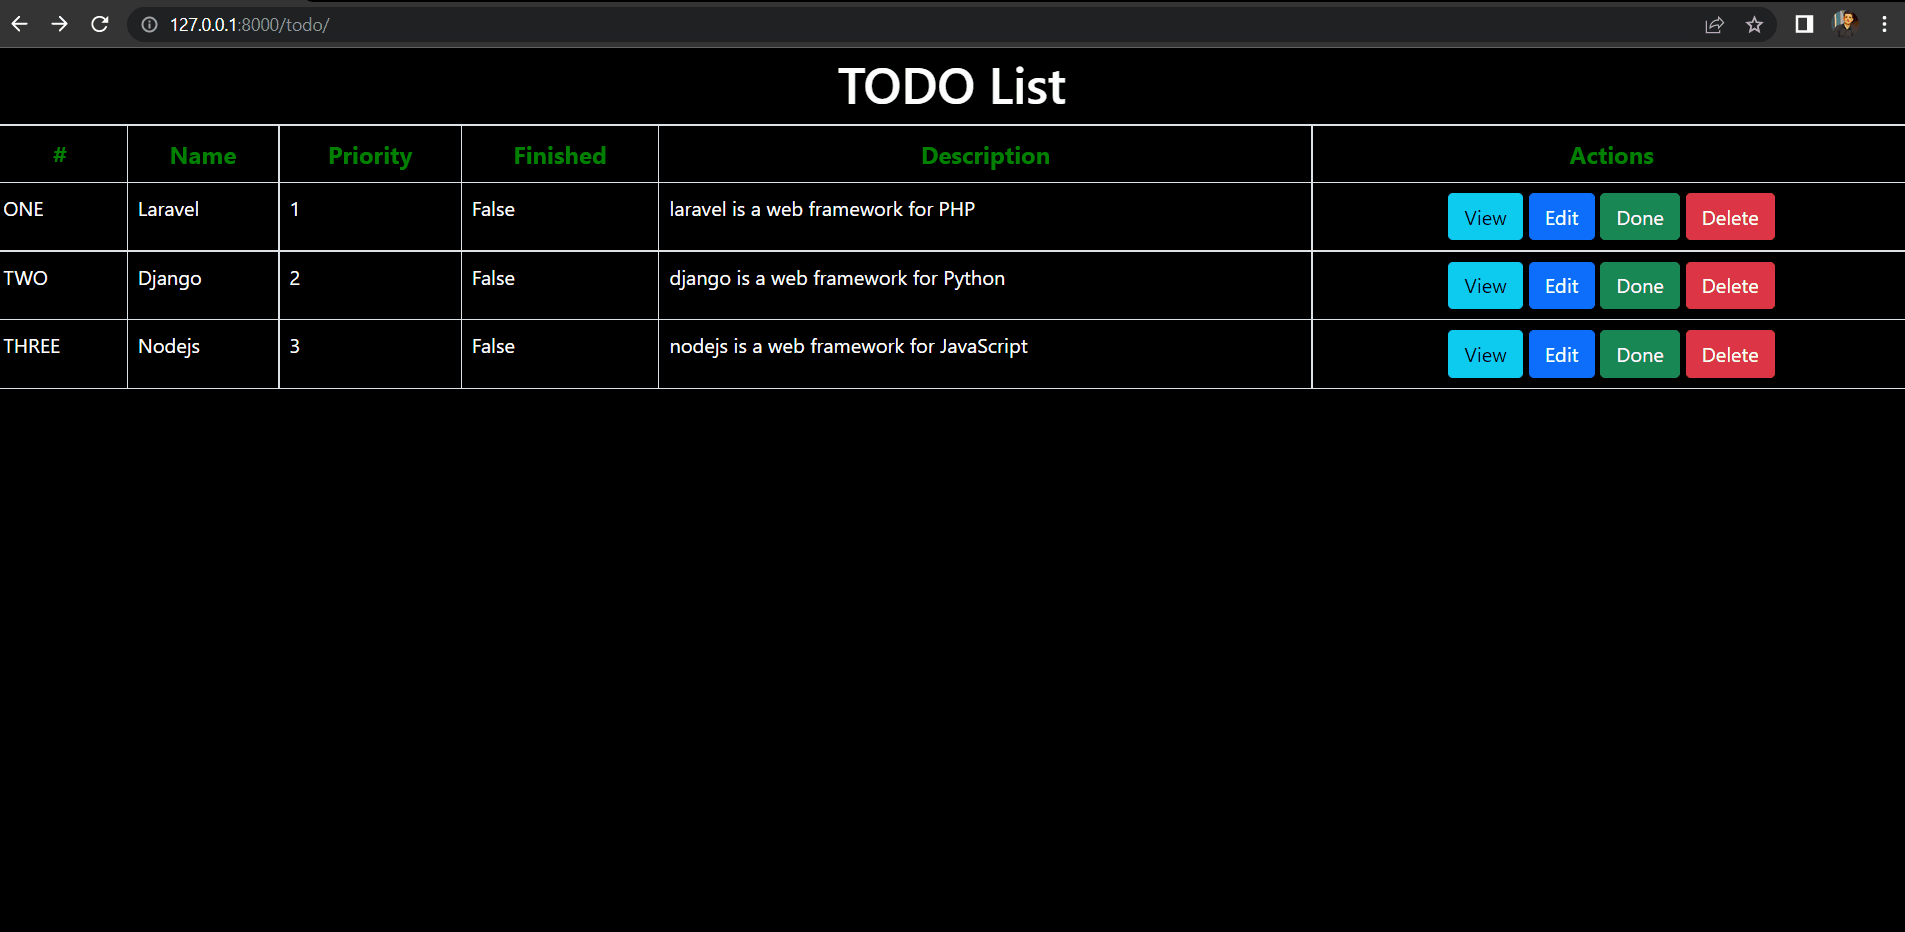 127.0.0.1:8000/todo/
TODO List
# Name Priority Finished Description Actions
ONE Laravel 1 False laravel is a web framework for PHP View Edit Done Delete
TWO Django 2 False django is a web framework for Python View Edit Done Delete
THREE Nodejs 3 False nodejs is a web framework for JavaScript View Edit Done Delete